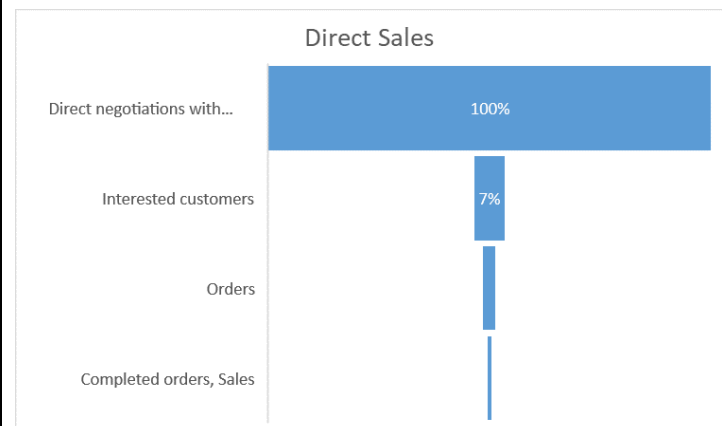 Direct Sales
Direct negotiations with...
100%
Interested customers
7%
Orders
Completed orders, Sales